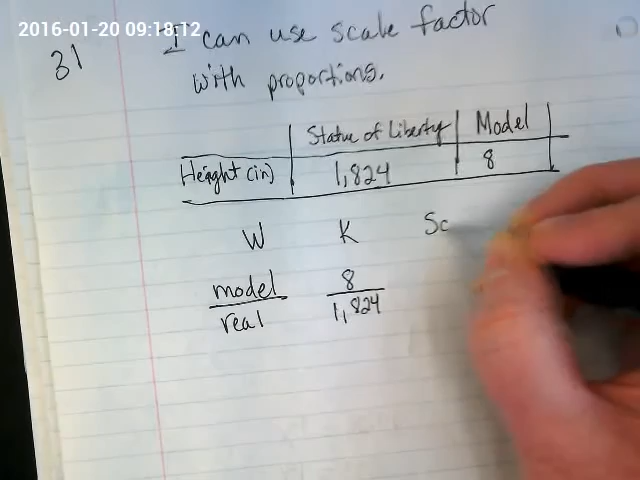 2016-01-20 09:18:12
31
I can use scale factor
with proportions.
Statue of Liberty Model
Height (in) 1,824 8
W K Sc
model 8
real 1,824